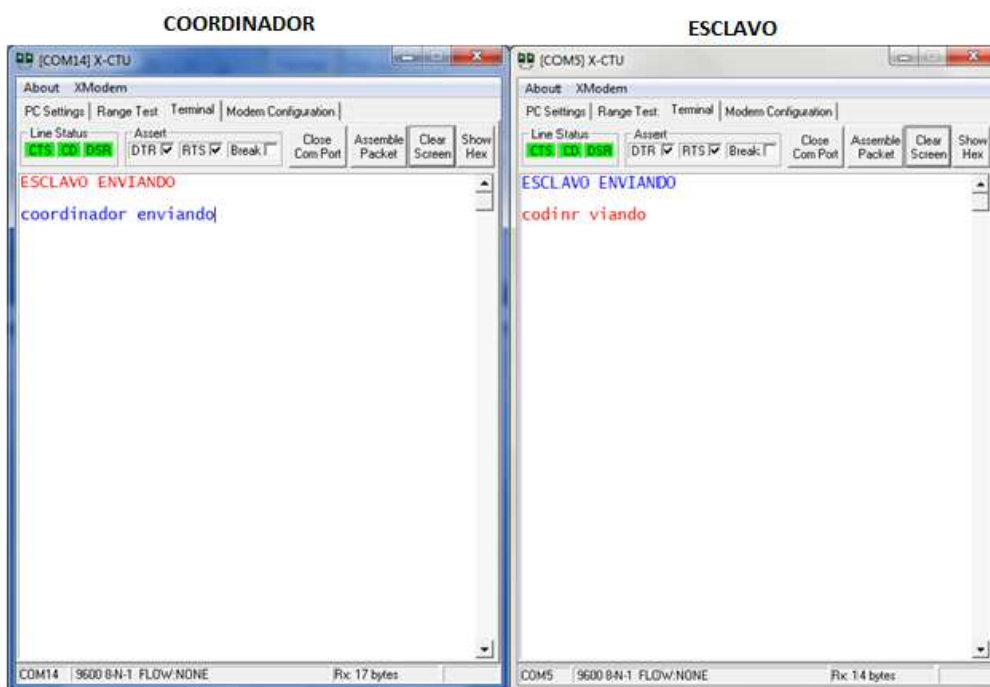 COORDINADOR
[COM14] X-CTU
About XModem
PC Settings Range Test Terminal Modem Configuration
Line Status
CTS CD DSR
Assert
DTR RTS Break
Close Com Port
Assemble Packet
Clear Screen
Show Hex
ESCLAVO ENVIANDO
coordinador enviando
COM14 9600 8-N-1 FLOW:NONE Rx: 17 bytes
ESCLAVO
[COM5] X-CTU
About XModem
PC Settings Range Test Terminal Modem Configuration
Line Status
CTS CD DSR
Assert
DTR RTS Break
Close Com Port
Assemble Packet
Clear Screen
Show Hex
ESCLAVO ENVIANDO
codinr viando
COM5 9600 8-N-1 FLOW:NONE Rx: 14 bytes